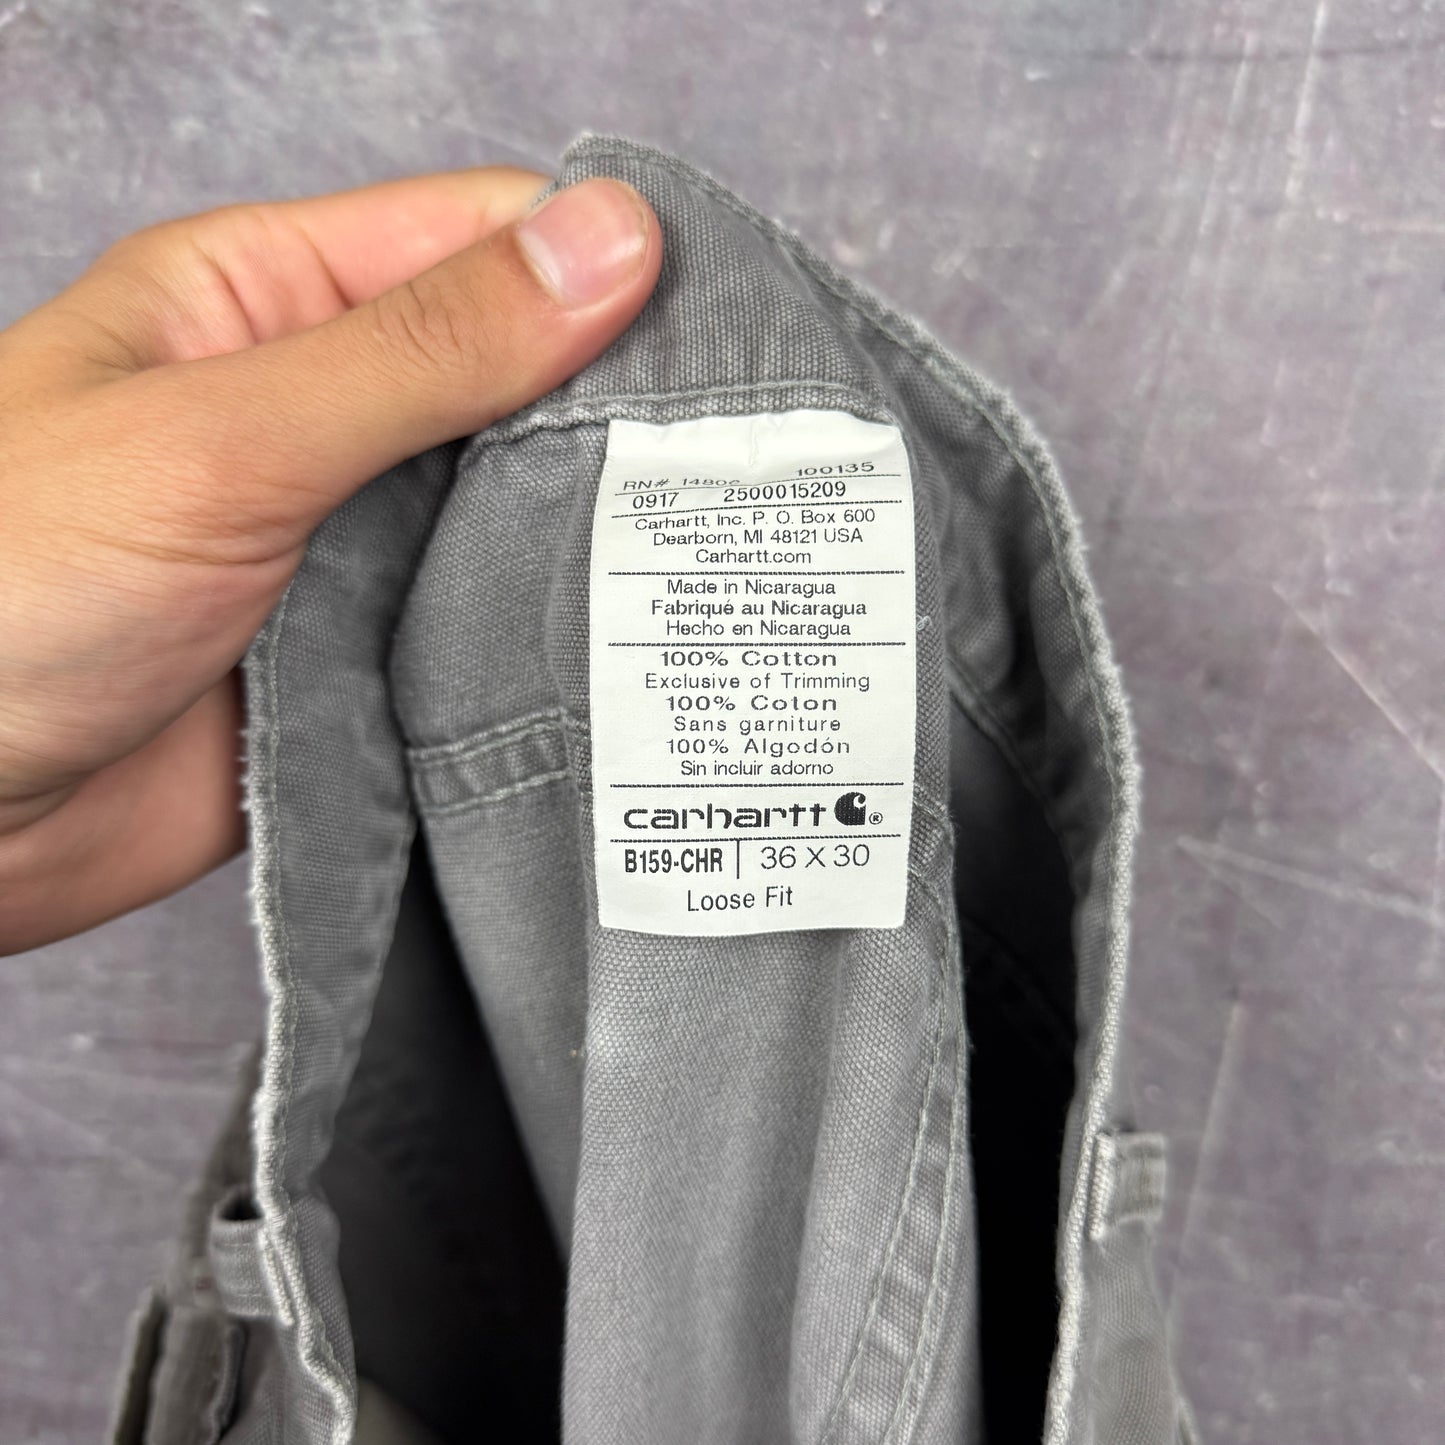 RN# 14806 100135
0917 2500015209
Carhartt, Inc. P. O. Box 600
Dearborn, MI 48121 USA
Carhartt.com
Made in Nicaragua
Fabriqué au Nicaragua
Hecho en Nicaragua
100% Cotton
Exclusive of Trimming
100% Coton
Sans garniture
100% Algodón
Sin incluir adorno
carhartt ®
B159-CHR | 36 X 30
Loose Fit